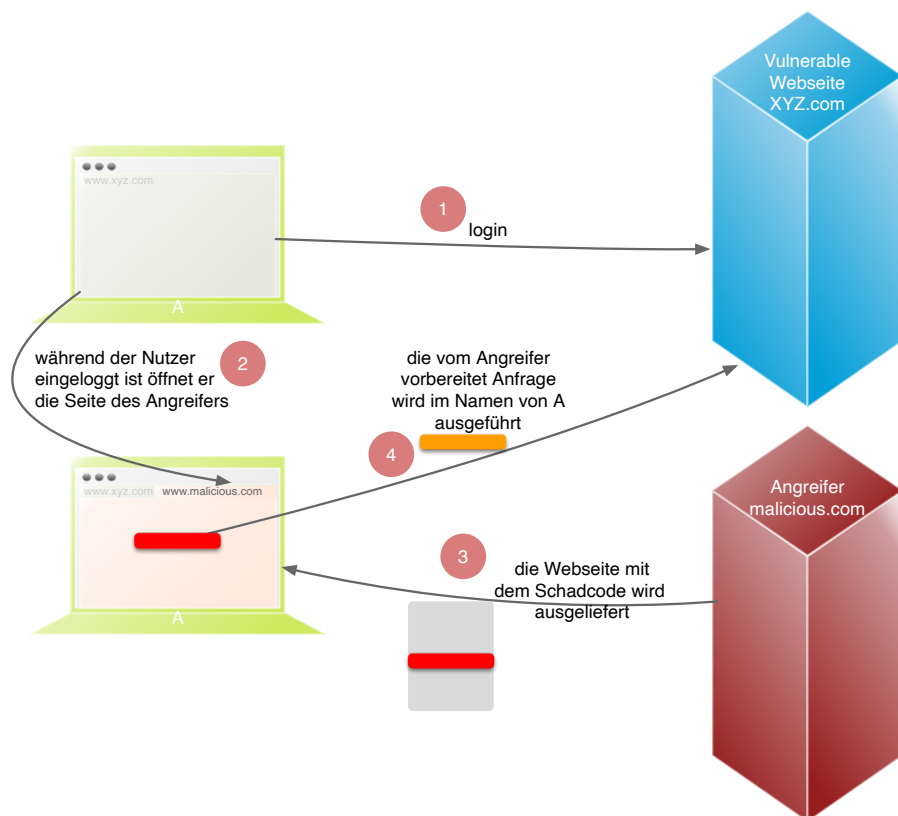 Vulnerable
Webseite
XYZ.com
www.xyz.com
1
login
A
während der Nutzer
eingeloggt ist öffnet er
die Seite des Angreifers
2
die vom Angreifer
vorbereitet Anfrage
wird im Namen von A
ausgeführt
4
www.xyz.com
www.malicious.com
A
Angreifer
malicious.com
3
die Webseite mit
dem Schadcode wird
ausgeliefert